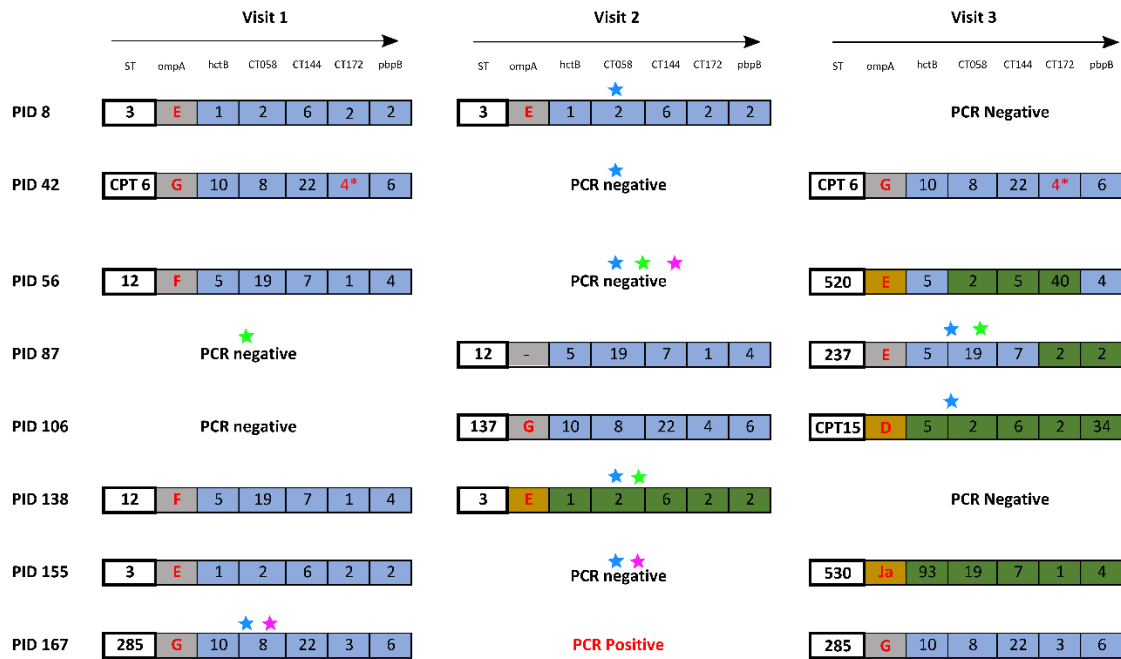 Visit 1 Visit 2 Visit 3
ST ompA hctB CT058 CT144 CT172 pbpB ST ompA hctB CT058 CT144 CT172 pbpB ST ompA hctB CT058 CT144 CT172 pbpB
PID 8 3 E 1 2 6 2 2 3 E 1 2 6 2 2 PCR Negative
PID 42 CPT 6 G 10 8 22 4* 6 PCR negative CPT 6 G 10 8 22 4* 6
PID 56 12 F 5 19 7 1 4 PCR negative 520 E 5 2 5 40 4
PID 87 PCR negative 12 - 5 19 7 1 4 237 E 5 19 7 2 2
PID 106 PCR negative 137 G 10 8 22 4 6 CPT15 D 5 2 6 2 34
PID 138 12 F 5 19 7 1 4 3 E 1 2 6 2 2 PCR Negative
PID 155 3 E 1 2 6 2 2 PCR negative 530 Ja 93 19 7 1 4
PID 167 285 G 10 8 22 3 6 PCR Positive 285 G 10 8 22 3 6